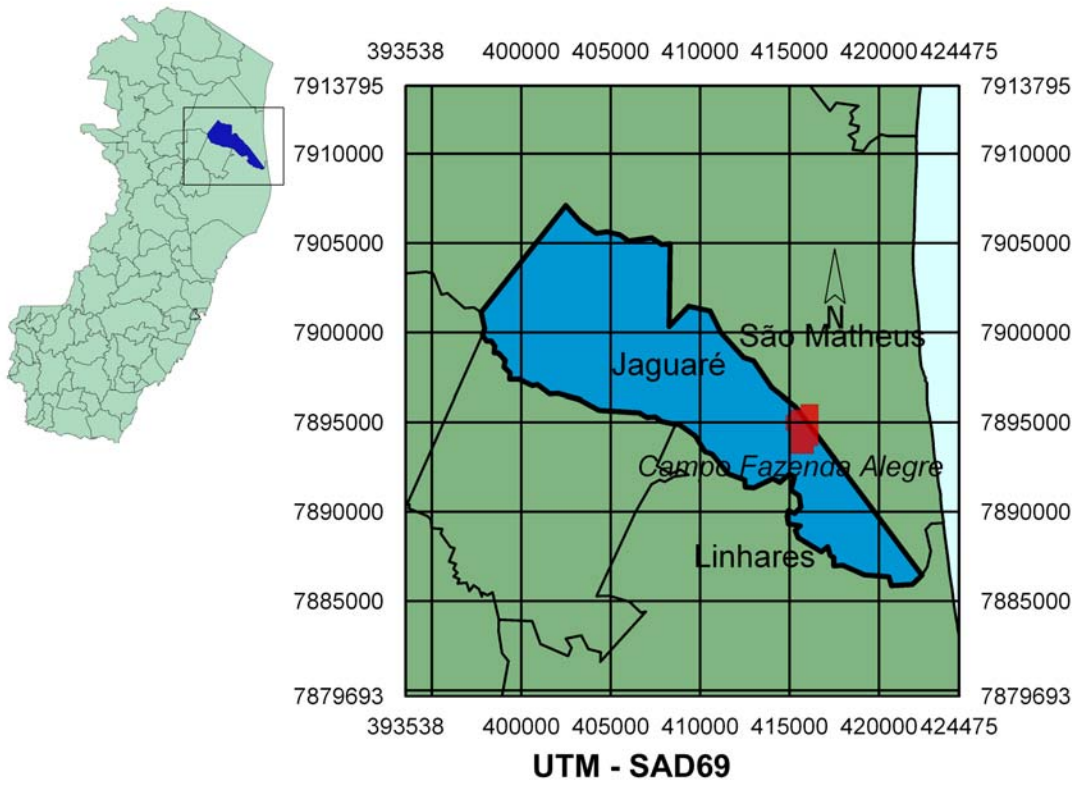 393538 400000 405000 410000 415000 420000 424475
7913795 7913795
7910000 7910000
7905000 7905000
N
7900000 São Matheus 7900000
Jaguaré
7895000 7895000
Campo Fazenda Alegre
7890000 7890000
Linhares
7885000 7885000
7879693 7879693
393538 400000 405000 410000 415000 420000 424475
UTM - SAD69